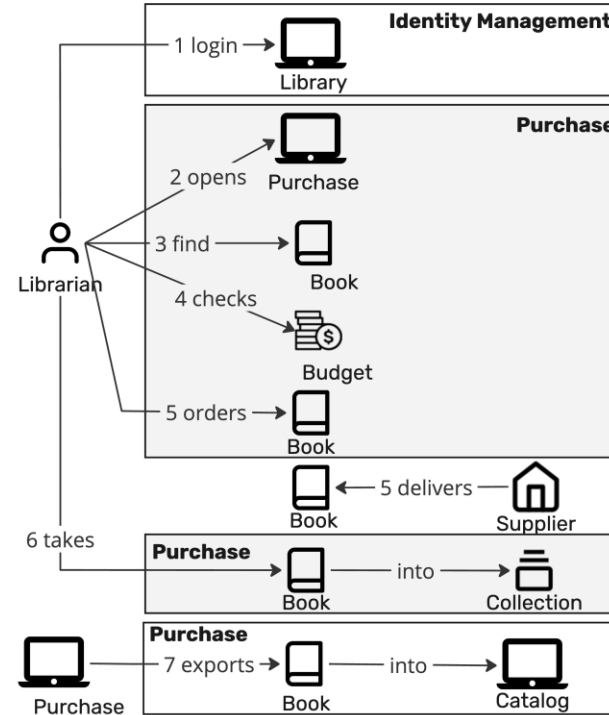 Identity Management
1 login
Library
Purchase
2 opens
Purchase
3 find
Book
Librarian
4 checks
Budget
5 orders
Book
5 delivers
Book
Supplier
6 takes
Purchase
into
Book
Collection
Purchase
7 exports
into
Book
Catalog
Purchase